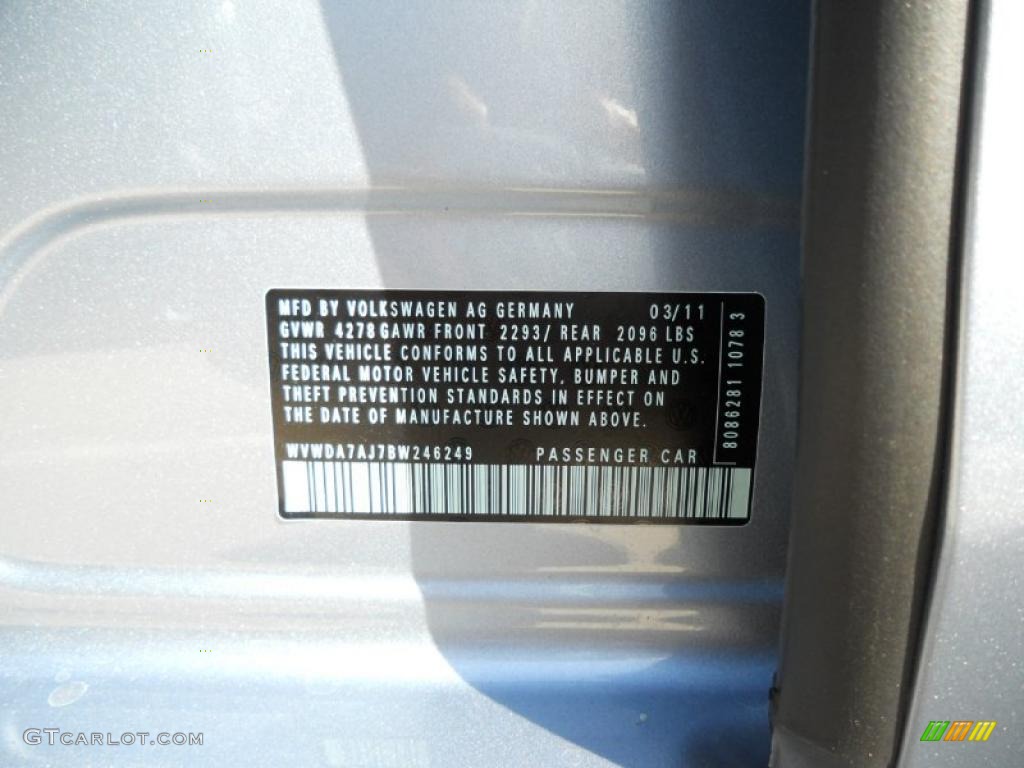 MFD BY VOLKSWAGEN AG GERMANY 03/11
GVWR 4278 GAWR FRONT 2293/ REAR 2096 LBS
THIS VEHICLE CONFORMS TO ALL APPLICABLE U.S.
FEDERAL MOTOR VEHICLE SAFETY, BUMPER AND
THEFT PREVENTION STANDARDS IN EFFECT ON
THE DATE OF MANUFACTURE SHOWN ABOVE.
WVWDA7AJ7BW246249 PASSENGER CAR
8086281 1078 3
GTCARLOT.COM